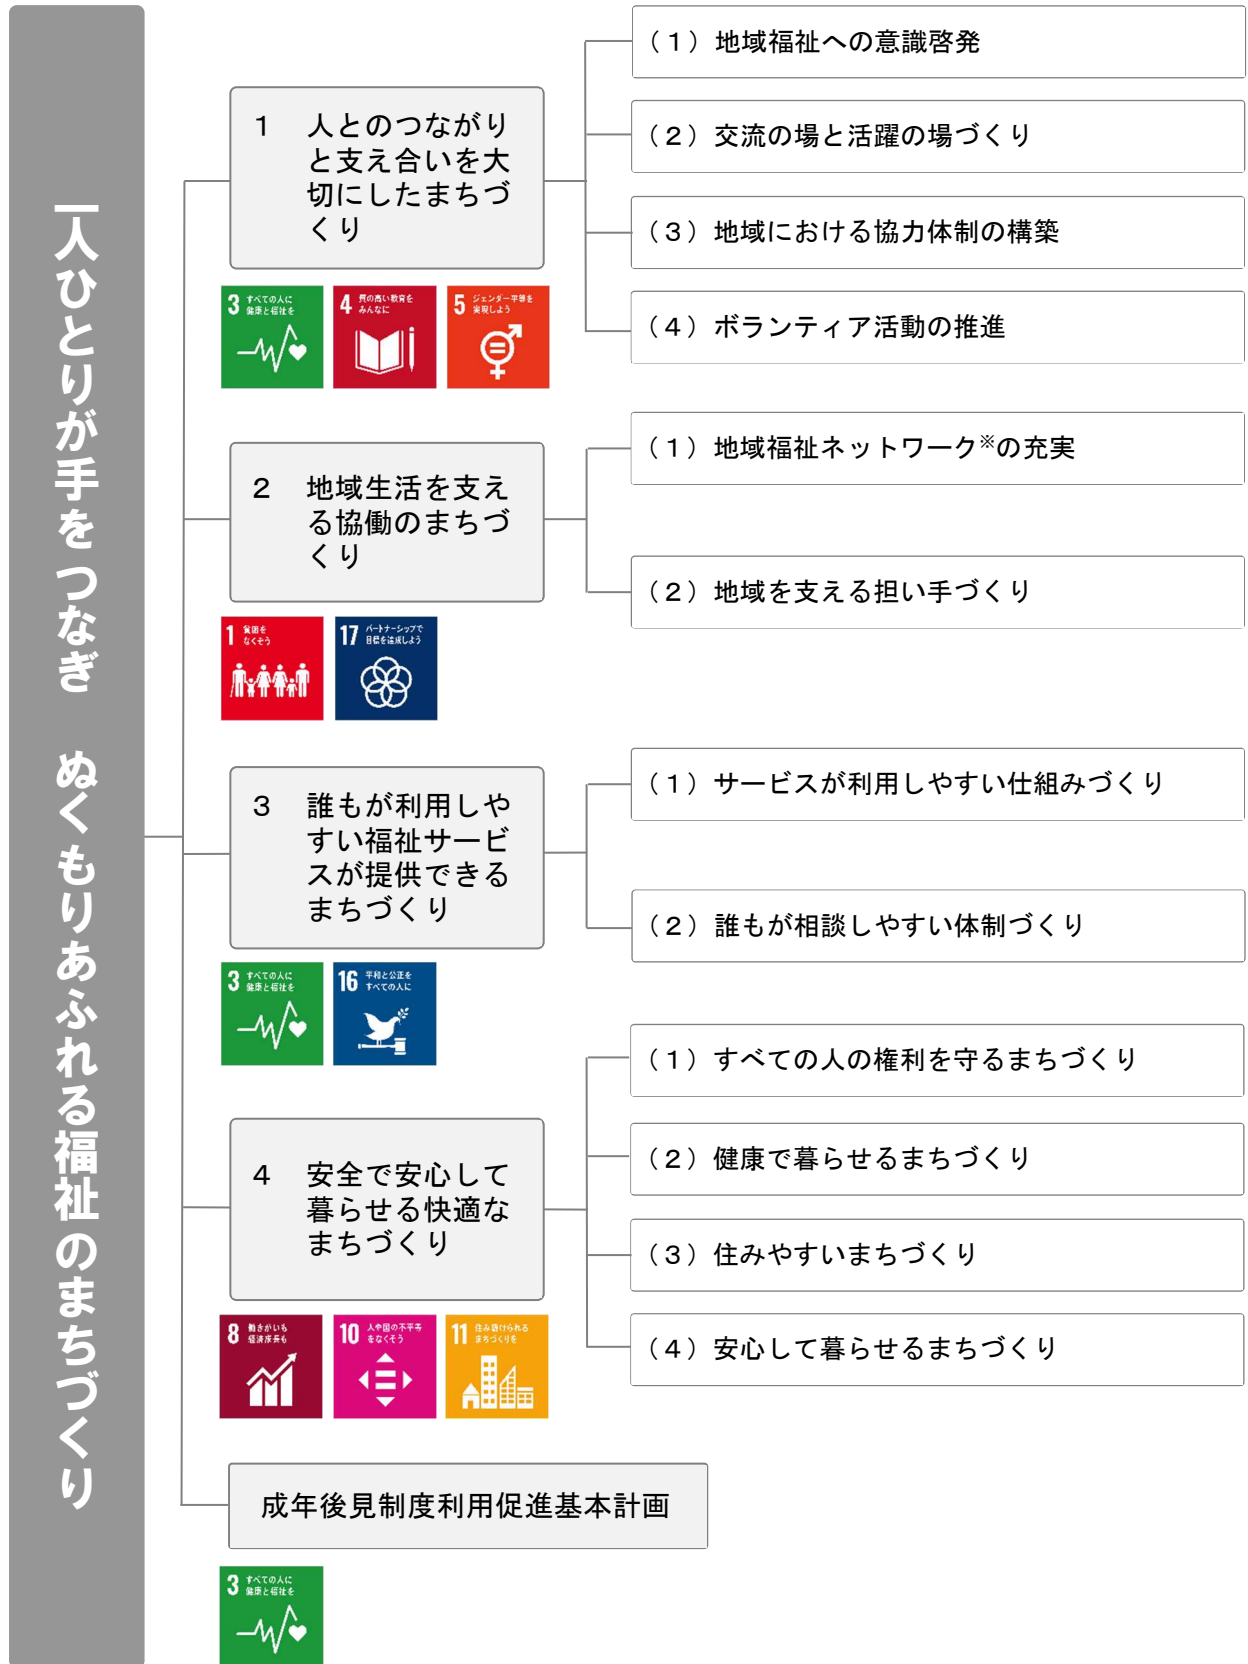 一人ひとりが手をつなぎ　ぬくもりあふれる福祉のまちづくり
１　人とのつながり
と支え合いを大
切にしたまちづ
くり
（１）地域福祉への意識啓発
（２）交流の場と活躍の場づくり
（３）地域における協力体制の構築
（４）ボランティア活動の推進
3 すべての人に
健康と福祉を
4 質の高い教育を
みんなに
5 ジェンダー平等を
実現しよう
２　地域生活を支え
る協働のまちづ
くり
（１）地域福祉ネットワーク※の充実
（２）地域を支える担い手づくり
1 貧困を
なくそう
17 パートナーシップで
目標を達成しよう
３　誰もが利用しや
すい福祉サービ
スが提供できる
まちづくり
（１）サービスが利用しやすい仕組みづくり
（２）誰もが相談しやすい体制づくり
3 すべての人に
健康と福祉を
16 平和と公正を
すべての人に
４　安全で安心して
暮らせる快適な
まちづくり
（１）すべての人の権利を守るまちづくり
（２）健康で暮らせるまちづくり
（３）住みやすいまちづくり
（４）安心して暮らせるまちづくり
8 働きがいも
経済成長も
10 人や国の不平等
をなくそう
11 住み続けられる
まちづくりを
成年後見制度利用促進基本計画
3 すべての人に
健康と福祉を